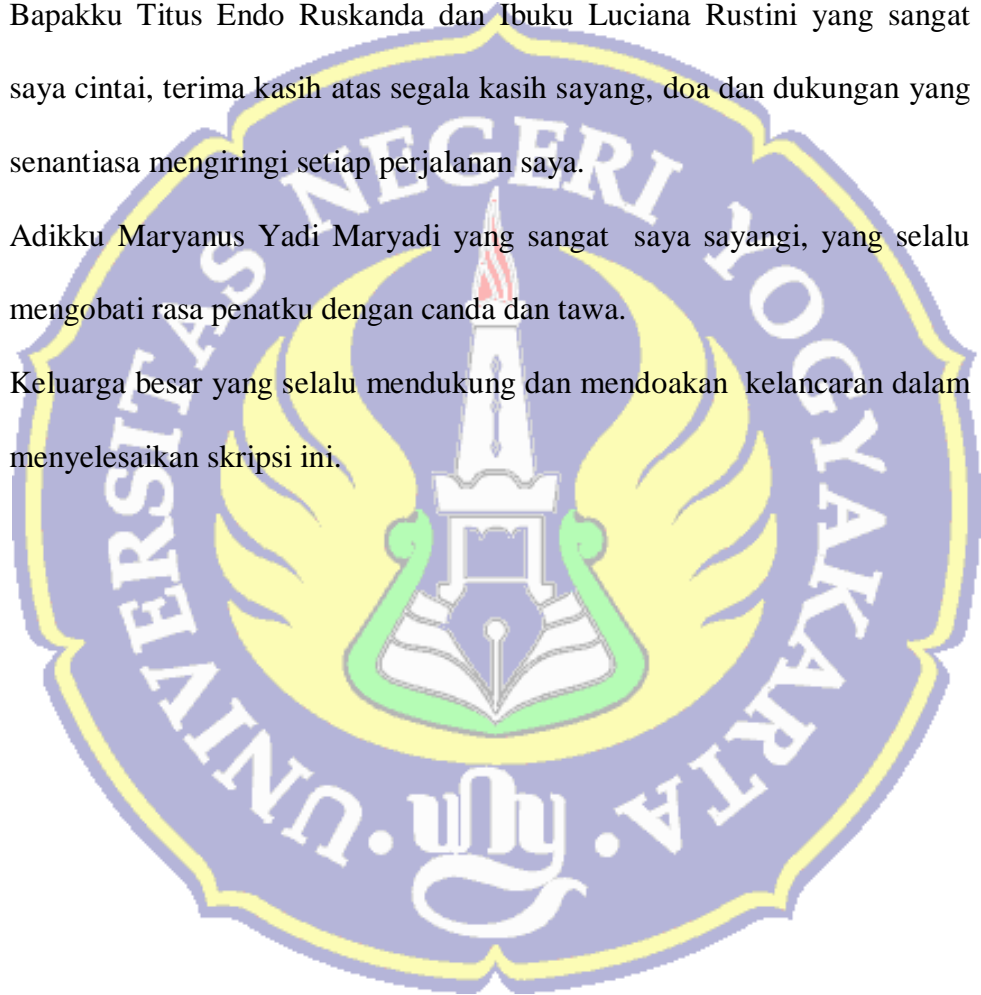 Bapakku Titus Endo Ruskanda dan Ibuku Luciana Rustini yang sangat
saya cintai, terima kasih atas segala kasih sayang, doa dan dukungan yang
senantiasa mengiringi setiap perjalanan saya.
Adikku Maryanus Yadi Maryadi yang sangat saya sayangi, yang selalu
mengobati rasa penatku dengan canda dan tawa.
Keluarga besar yang selalu mendukung dan mendoakan kelancaran dalam
menyelesaikan skripsi ini.
UNIVERSITAS NEGERI YOGYAKARTA
uny